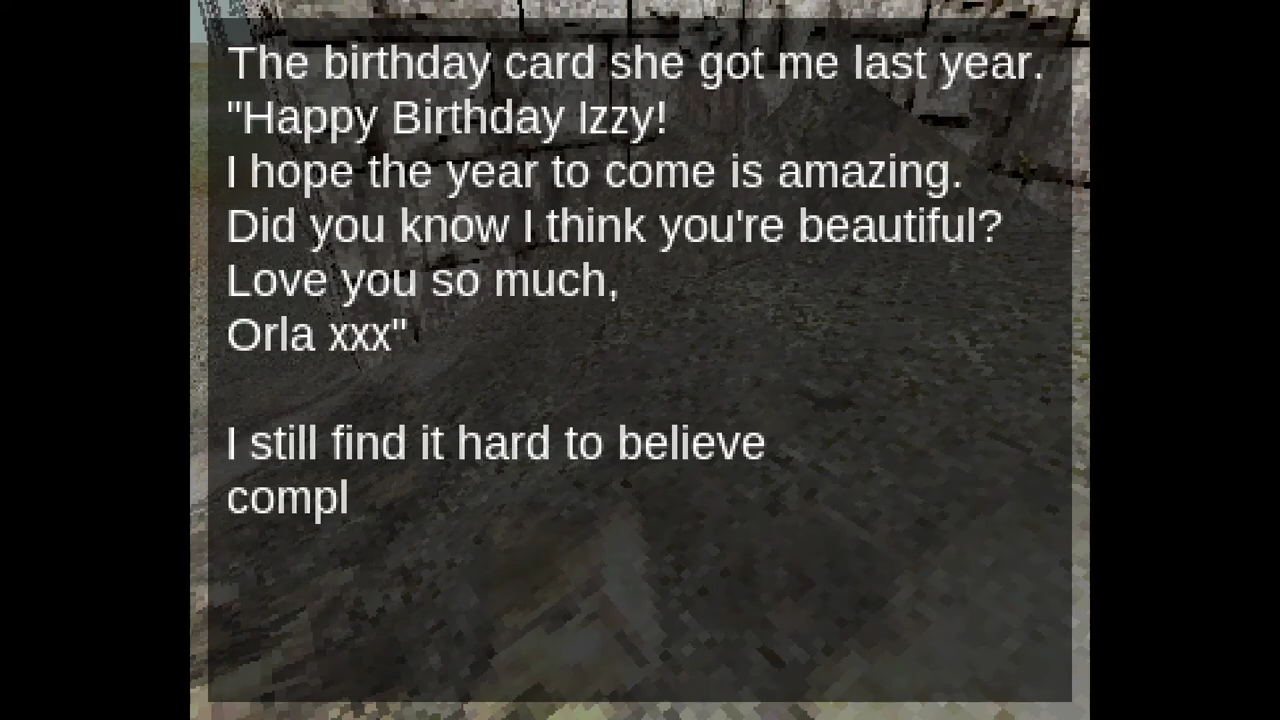 The birthday card she got me last year.
"Happy Birthday Izzy!
I hope the year to come is amazing.
Did you know I think you're beautiful?
Love you so much,
Orla xxx"
I still find it hard to believe
compl